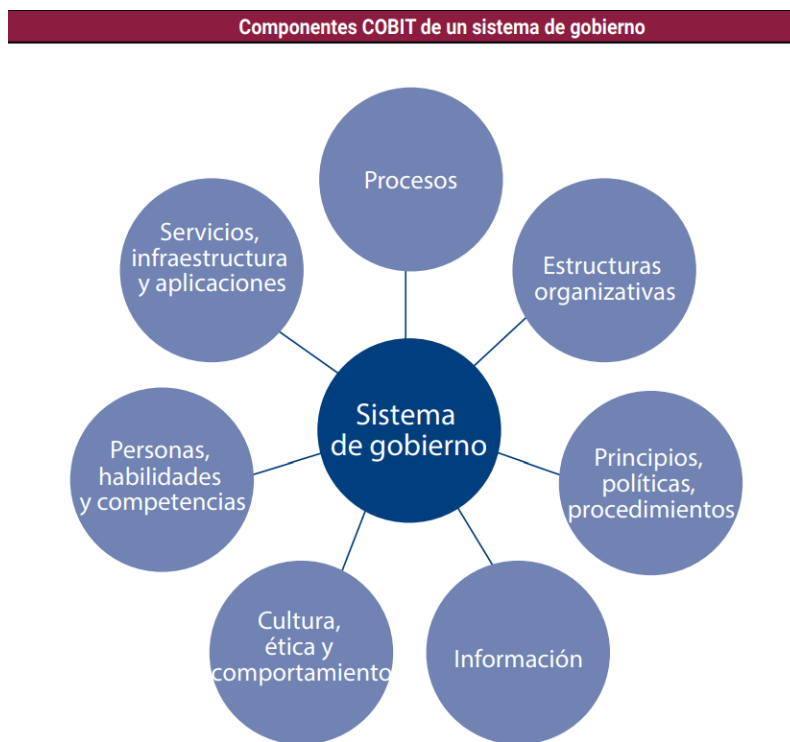 Componentes COBIT de un sistema de gobierno
Procesos
Estructuras
organizativas
Principios,
políticas,
procedimientos
Información
Cultura,
ética y
comportamiento
Personas,
habilidades
y competencias
Servicios,
infraestructura
y aplicaciones
Sistema
de gobierno